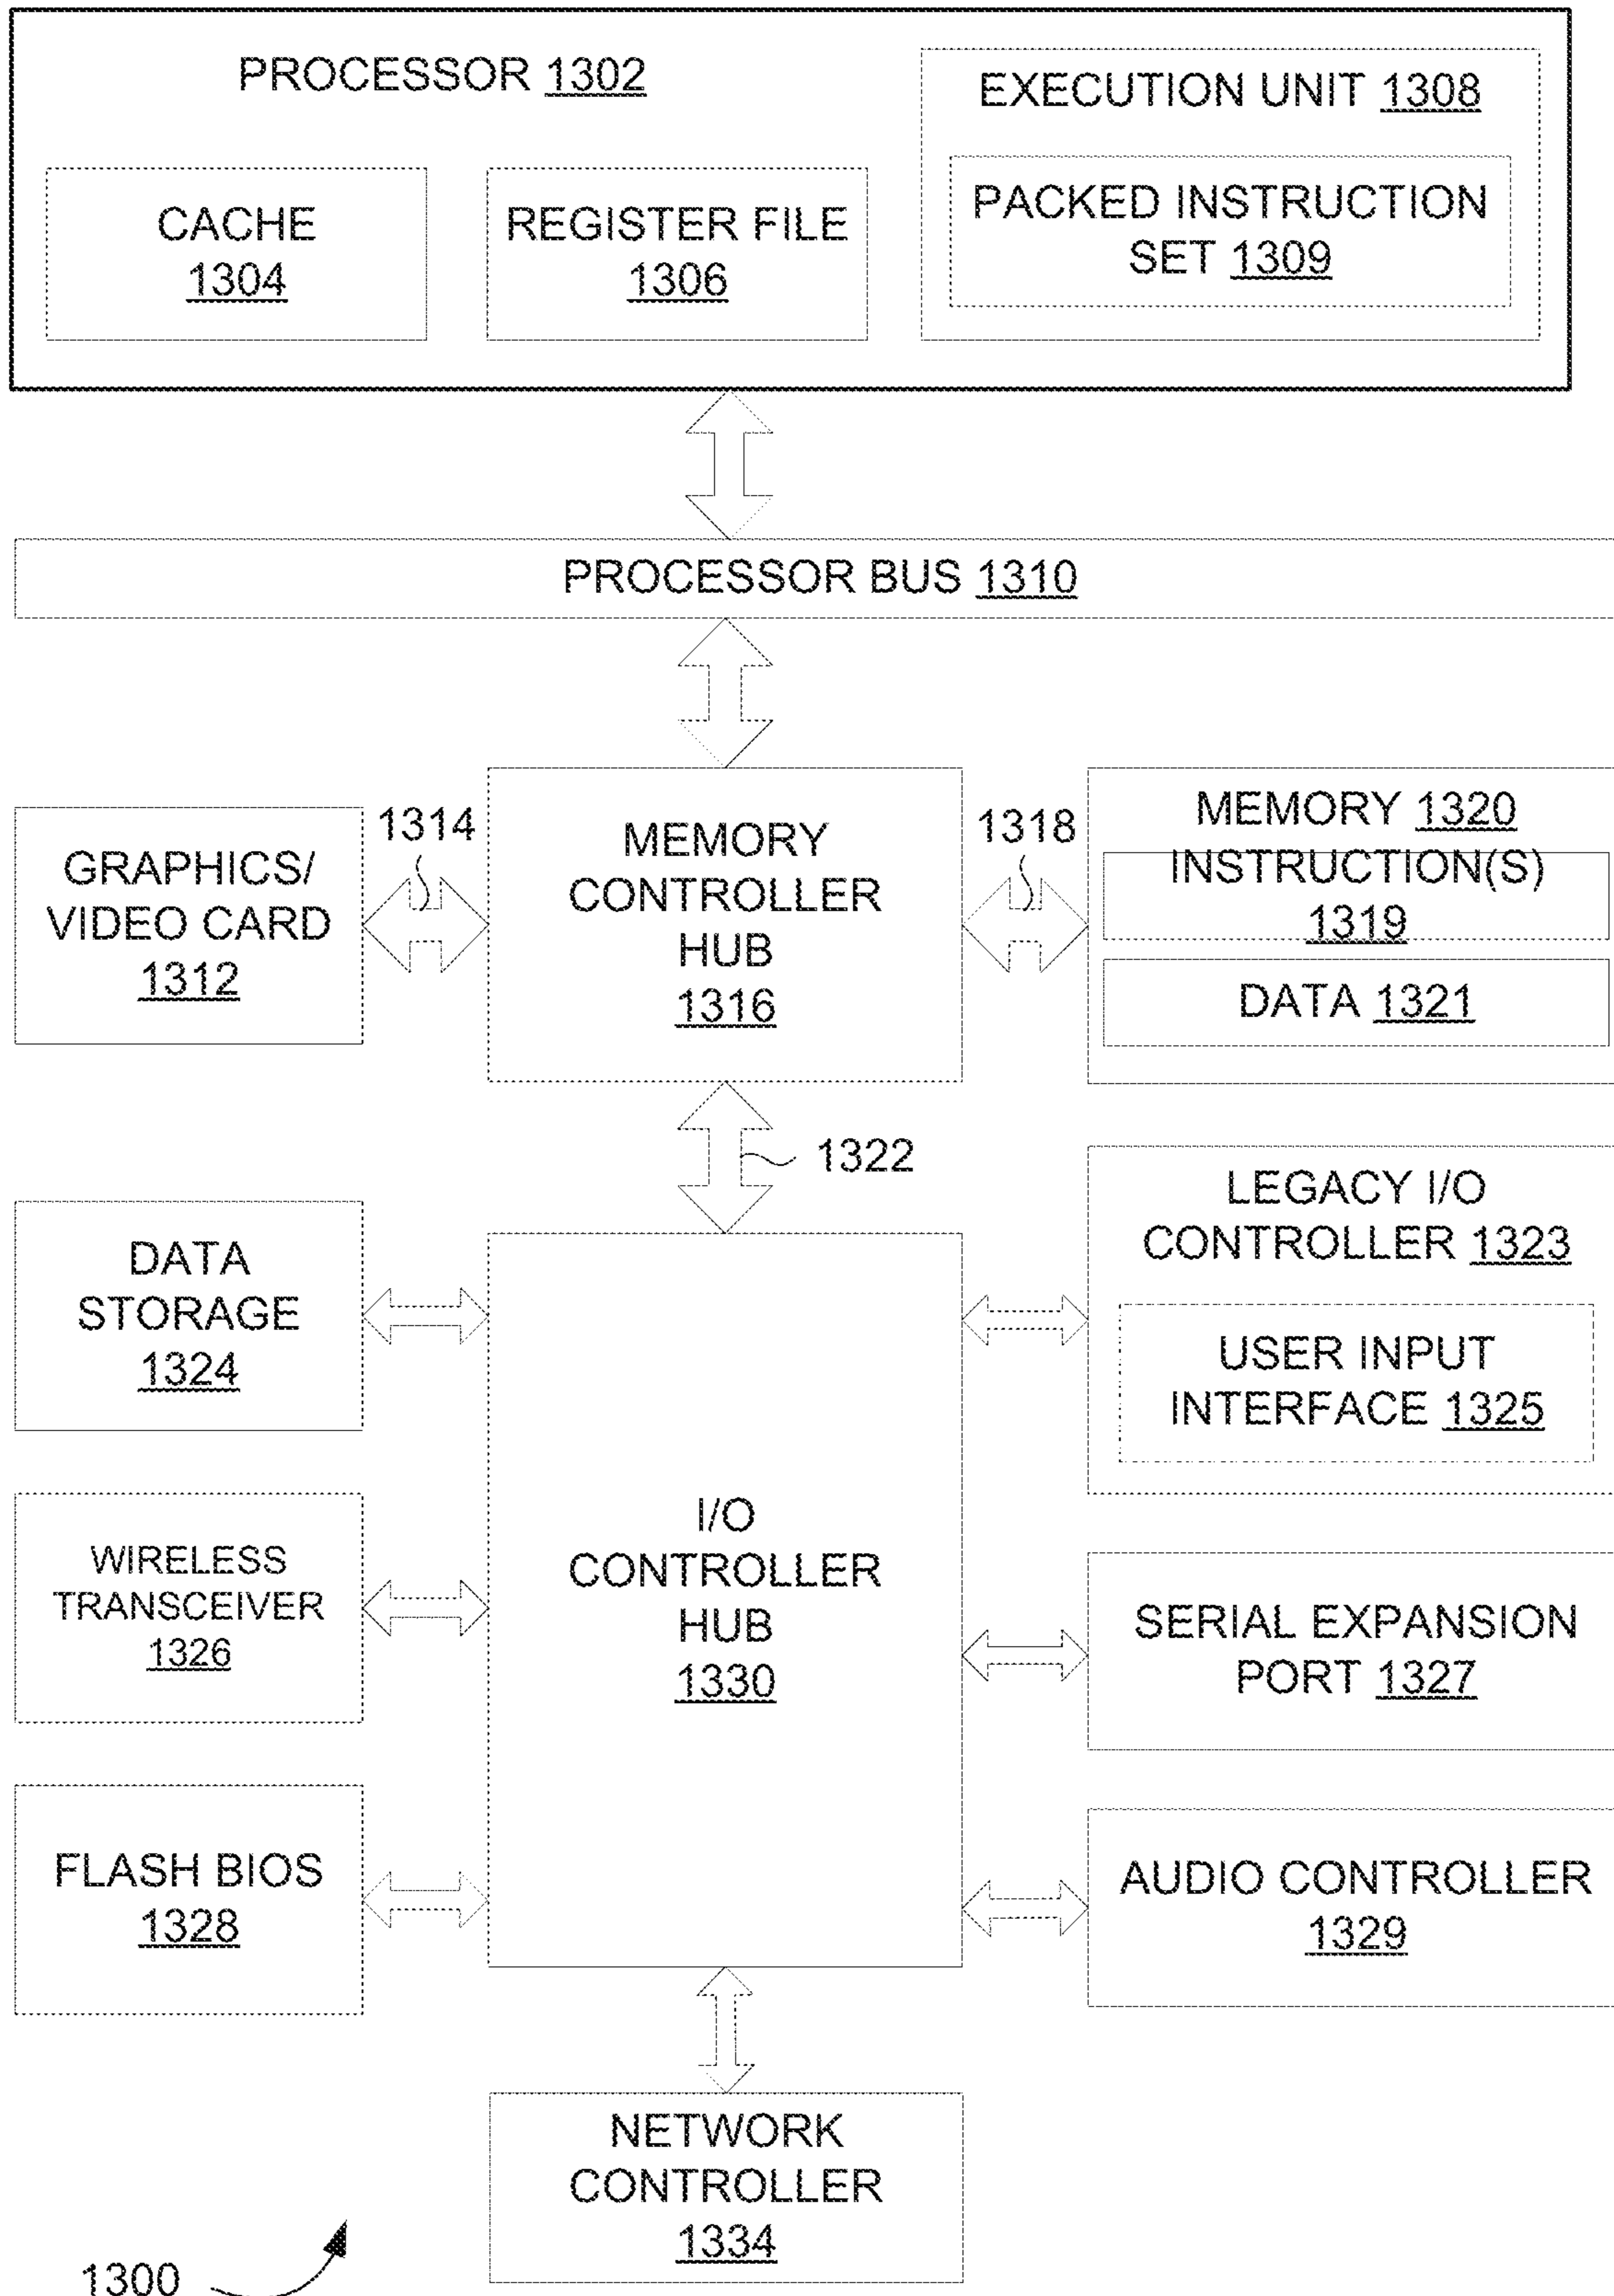 PROCESSOR 1302
EXECUTION UNIT 1308
PACKED INSTRUCTION
SET 1309
CACHE
1304
REGISTER FILE
1306
PROCESSOR BUS 1310
GRAPHICS/
VIDEO CARD
1312
1314
MEMORY
CONTROLLER
HUB
1316
1318
MEMORY 1320
INSTRUCTION(S)
1319
DATA 1321
1322
DATA
STORAGE
1324
LEGACY I/O
CONTROLLER 1323
USER INPUT
INTERFACE 1325
WIRELESS
TRANSCEIVER
1326
I/O
CONTROLLER
HUB
1330
SERIAL EXPANSION
PORT 1327
FLASH BIOS
1328
AUDIO CONTROLLER
1329
NETWORK
CONTROLLER
1334
1300